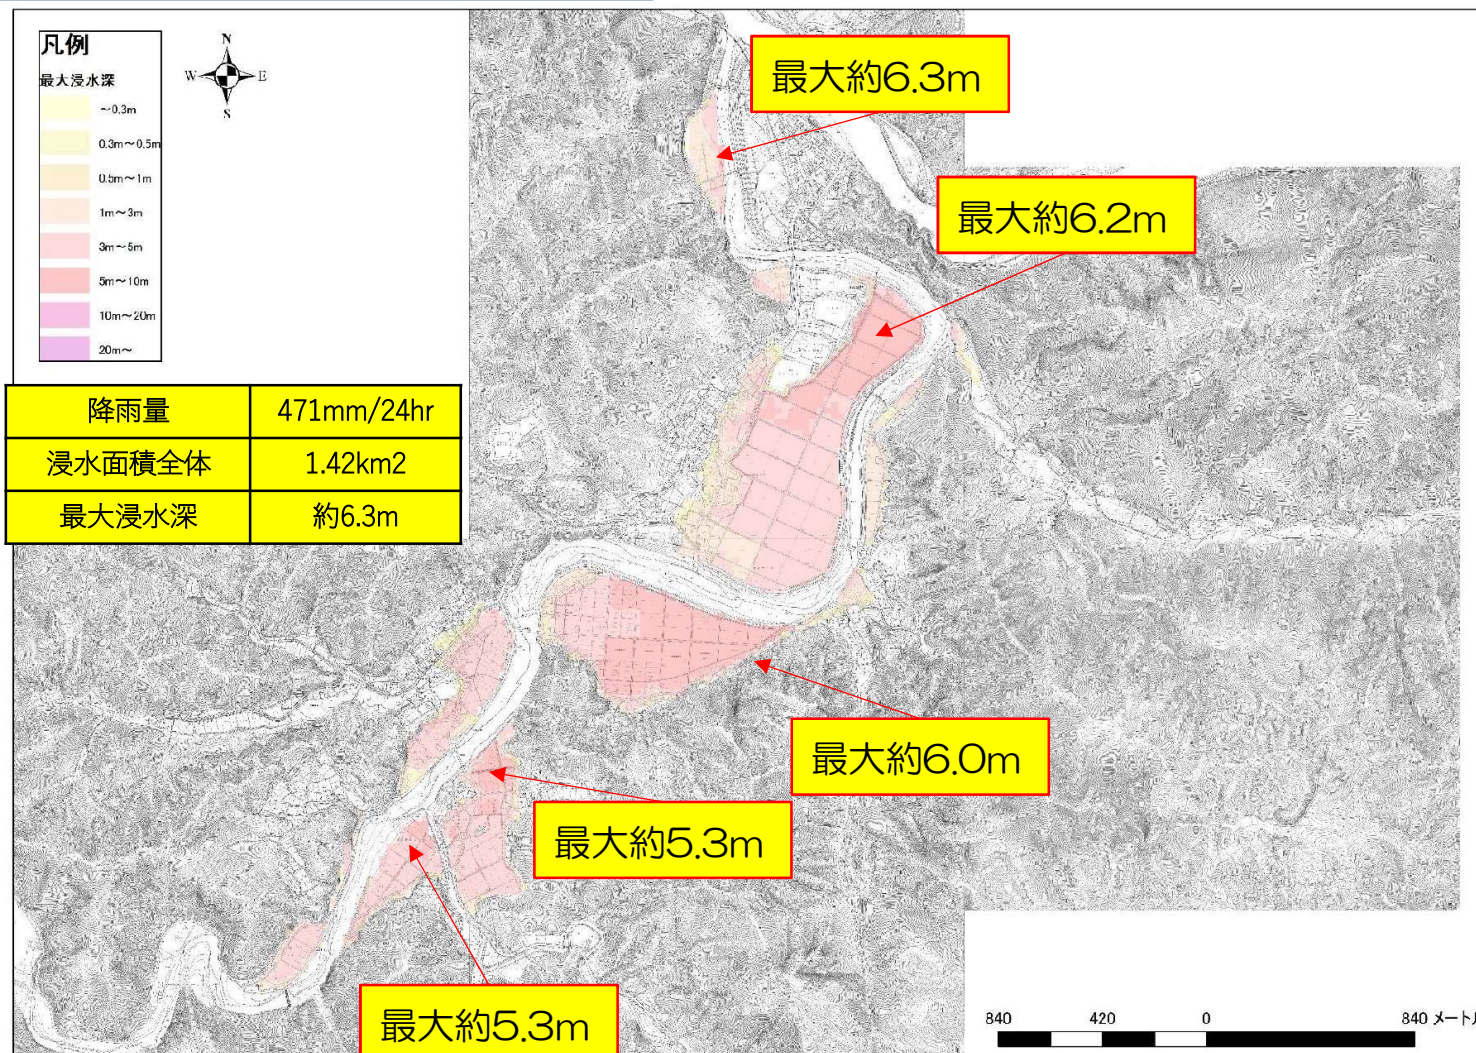 凡例
最大浸水深
～0.3m
0.3m～0.5m
0.5m～1m
1m～3m
3m～5m
5m～10m
10m～20m
20m～
N
W E
S
最大約6.3m
最大約6.2m
降雨量 471mm/24hr
浸水面積全体 1.42km2
最大浸水深 約6.3m
最大約6.0m
最大約5.3m
最大約5.3m
840 420 0 840 メートル